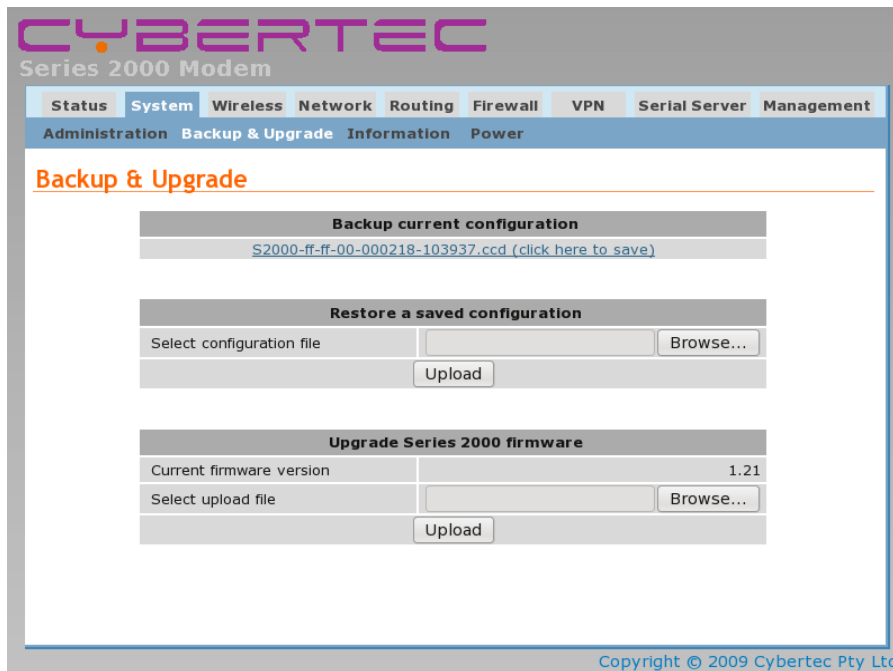 CYBERTEC
Series 2000 Modem
Status System Wireless Network Routing Firewall VPN Serial Server Management
Administration Backup & Upgrade Information Power
Backup & Upgrade
Backup current configuration
S2000-ff-ff-00-000218-103937.ccd (click here to save)
Restore a saved configuration
Select configuration file Browse...
Upload
Upgrade Series 2000 firmware
Current firmware version 1.21
Select upload file Browse...
Upload
Copyright © 2009 Cybertec Pty Ltd